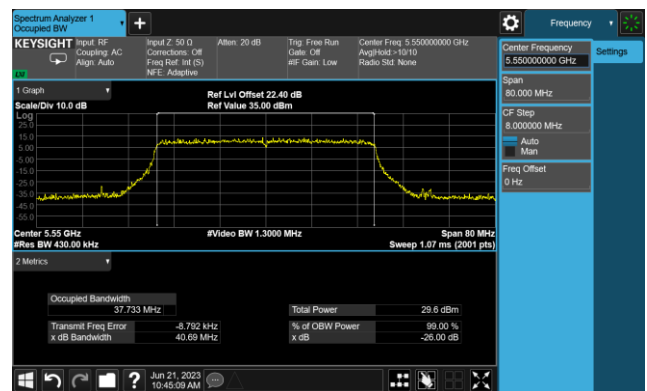 Spectrum Analyzer 1
Occupied BW
Frequency
KEYSIGHT
Input: RF
Coupling: AC
Align: Auto
Input Z: 50 Ω
Corrections: Off
Freq Ref: Int (S)
NFE: Adaptive
Atten: 20 dB
Trig: Free Run
Gate: Off
#IF Gain: Low
Center Freq: 5.550000000 GHz
Avg|Hold:>10/10
Radio Std: None
Center Frequency
5.550000000 GHz
Settings
Span
80.000 MHz
CF Step
8.000000 MHz
Auto
Man
Freq Offset
0 Hz
1 Graph
Scale/Div 10.0 dB
Ref Lvl Offset 22.40 dB
Ref Value 35.00 dBm
Log
25.0
15.0
5.00
-5.00
-15.0
-25.0
-35.0
-45.0
-55.0
Center 5.55 GHz
#Res BW 430.00 kHz
#Video BW 1.3000 MHz
Span 80 MHz
Sweep 1.07 ms (2001 pts)
2 Metrics
Occupied Bandwidth
37.733 MHz
Total Power 29.6 dBm
Transmit Freq Error -8.792 kHz
% of OBW Power 99.00 %
x dB Bandwidth 40.69 MHz
x dB -26.00 dB
Jun 21, 2023
10:45:09 AM